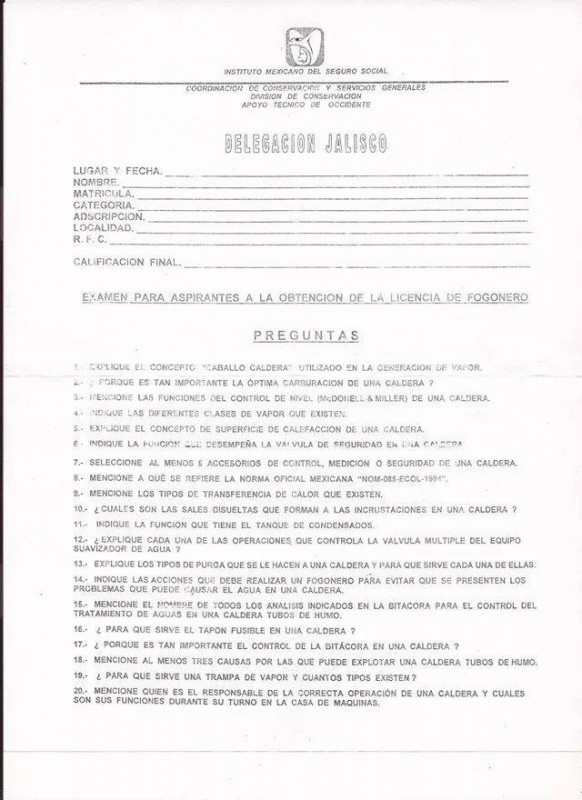 INSTITUTO MEXICANO DEL SEGURO SOCIAL
COORDINACION DE CONSERVACION Y SERVICIOS GENERALES
DIVISION DE CONSERVACION
APOYO TECNICO DE OCCIDENTE
DELEGACION JALISCO
LUGAR Y FECHA.
NOMBRE.
MATRICULA,
CATEGORIA.
ADSCRIPCION.
LOCALIDAD.
R. F. C.
CALIFICACION FINAL.
EXAMEN PARA ASPIRANTES A LA OBTENCION DE LA LICENCIA DE FOGONERO
PREGUNTAS
1.- EXPLIQUE EL CONCEPTO "CABALLO CALDERA" UTILIZADO EN LA GENERACION DE VAPOR.
2.- ¿ PORQUE ES TAN IMPORTANTE LA ÓPTIMA CARBURACION DE UNA CALDERA ?
3.- MENCIONE LAS FUNCIONES DEL CONTROL DE NIVEL (McDONELL & MILLER) DE UNA CALDERA.
4.- INDIQUE LAS DIFERENTES CLASES DE VAPOR QUE EXISTEN.
5.- EXPLIQUE EL CONCEPTO DE SUPERFICIE DE CALEFACCION DE UNA CALDERA.
6.- INDIQUE LA FUNCION QUE DESEMPEÑA LA VALVULA DE SEGURIDAD EN UNA CALDERA
7.- SELECCIONE AL MENOS 5 ACCESORIOS DE CONTROL, MEDICION O SEGURIDAD DE UNA CALDERA.
8.- MENCIONE A QUÉ SE REFIERE LA NORMA OFICIAL MEXICANA "NOM-085-ECOL-1994".
9.- MENCIONE LOS TIPOS DE TRANSFERENCIA DE CALOR QUE EXISTEN.
10.- ¿CUALES SON LAS SALES DISUELTAS QUE FORMAN A LAS INCRUSTACIONES EN UNA CALDERA ?
11.- INDIQUE LA FUNCION QUE TIENE EL TANQUE DE CONDENSADOS.
12.- ¿EXPLIQUE CADA UNA DE LAS OPERACIONES QUE CONTROLA LA VALVULA MULTIPLE DEL EQUIPO
SUAVIZADOR DE AGUA ?
13.- EXPLIQUE LOS TIPOS DE PURGA QUE SE LE HACEN A UNA CALDERA Y PARA QUE SIRVE CADA UNA DE ELLAS.
14.- INDIQUE LAS ACCIONES QUE DEBE REALIZAR UN FOGONERO PARA EVITAR QUE SE PRESENTEN LOS
PROBLEMAS QUE PUEDE CAUSAR EL AGUA EN UNA CALDERA.
15.- MENCIONE EL NOMBRE DE TODOS LOS ANALISIS INDICADOS EN LA BITACORA PARA EL CONTROL DEL
TRATAMIENTO DE AGUAS EN UNA CALDERA TUBOS DE HUMO.
16.- ¿ PARA QUE SIRVE EL TAPON FUSIBLE EN UNA CALDERA ?
17.- ¿ PORQUE ES TAN IMPORTANTE EL CONTROL DE LA BITÁCORA EN UNA CALDERA ?
18.- MENCIONE AL MENOS TRES CAUSAS POR LAS QUE PUEDE EXPLOTAR UNA CALDERA TUBOS DE HUMO.
19.- ¿ PARA QUE SIRVE UNA TRAMPA DE VAPOR Y CUANTOS TIPOS EXISTEN ?
20.- MENCIONE QUIEN ES EL RESPONSABLE DE LA CORRECTA OPERACIÓN DE UNA CALDERA Y CUALES
SON SUS FUNCIONES DURANTE SU TURNO EN LA CASA DE MAQUINAS.